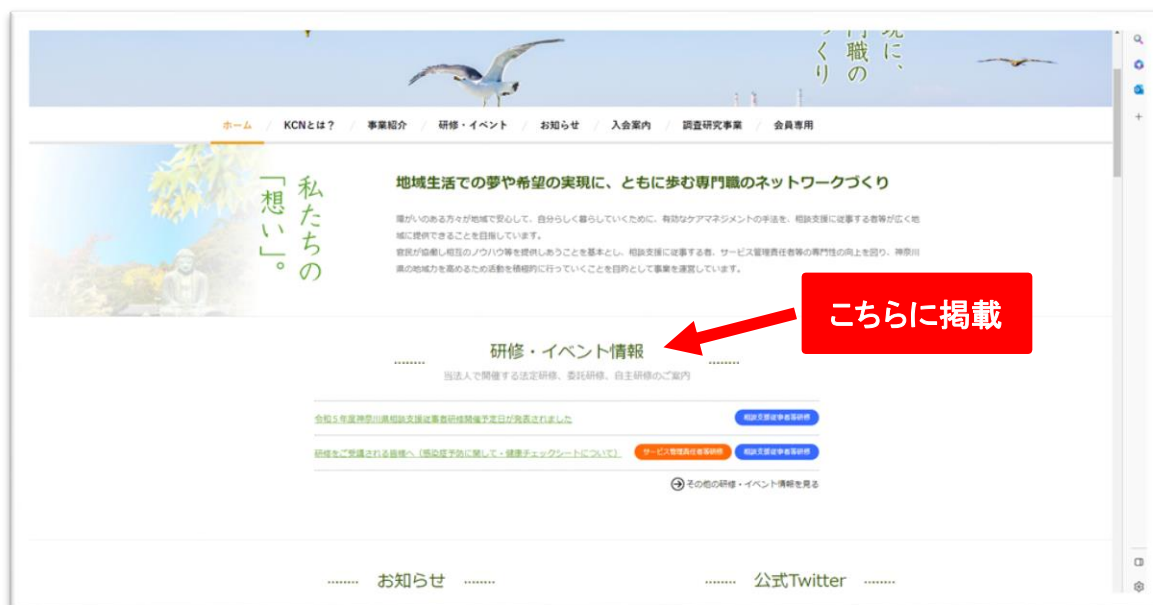 現に、
門職の
づくり
ホーム / KCNとは？ / 事業紹介 / 研修・イベント / お知らせ / 入会案内 / 調査研究事業 / 会員専用
私たちの
「想い」。
地域生活での夢や希望の実現に、ともに歩む専門職のネットワークづくり
障がいのある方々が地域で安心して、自分らしく暮らしていくために、有効なケアマネジメントの手法を、相談支援に従事する者等が広く地
域に提供できることを目指しています。
官民が協働し相互のノウハウ等を提供しあうことを基本とし、相談支援に従事する者、サービス管理責任者等の専門性の向上を図り、神奈川
県の地域力を高めるため活動を積極的に行っていくことを目的として事業を運営しています。
こちらに掲載
研修・イベント情報
当法人で開催する法定研修、委託研修、自主研修のご案内
令和５年度神奈川県相談支援従事者研修開催予定日が発表されました
相談支援従事者等研修
研修をご受講される皆様へ（感染症予防に関して・健康チェックシートについて）
サービス管理責任者等研修 相談支援従事者等研修
その他の研修・イベント情報を見る
お知らせ
公式Twitter